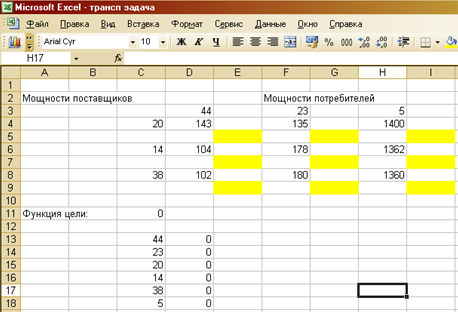 Microsoft Excel - трансп задача
Файл Правка Вид Вставка Формат Сервис Данные Окно Справка
Arial Cyr 10 Ж К Ч % 000
H17 fx
A B C D E F G H I
1
2 Мощности поставщиков Мощности потребителей
3 44 23 5
4 20 143 135 1400
5
6 14 104 178 1362
7
8 38 102 180 1360
9
10
11 Функция цели: 0
12
13 44 0
14 23 0
15 20 0
16 14 0
17 38 0
18 5 0